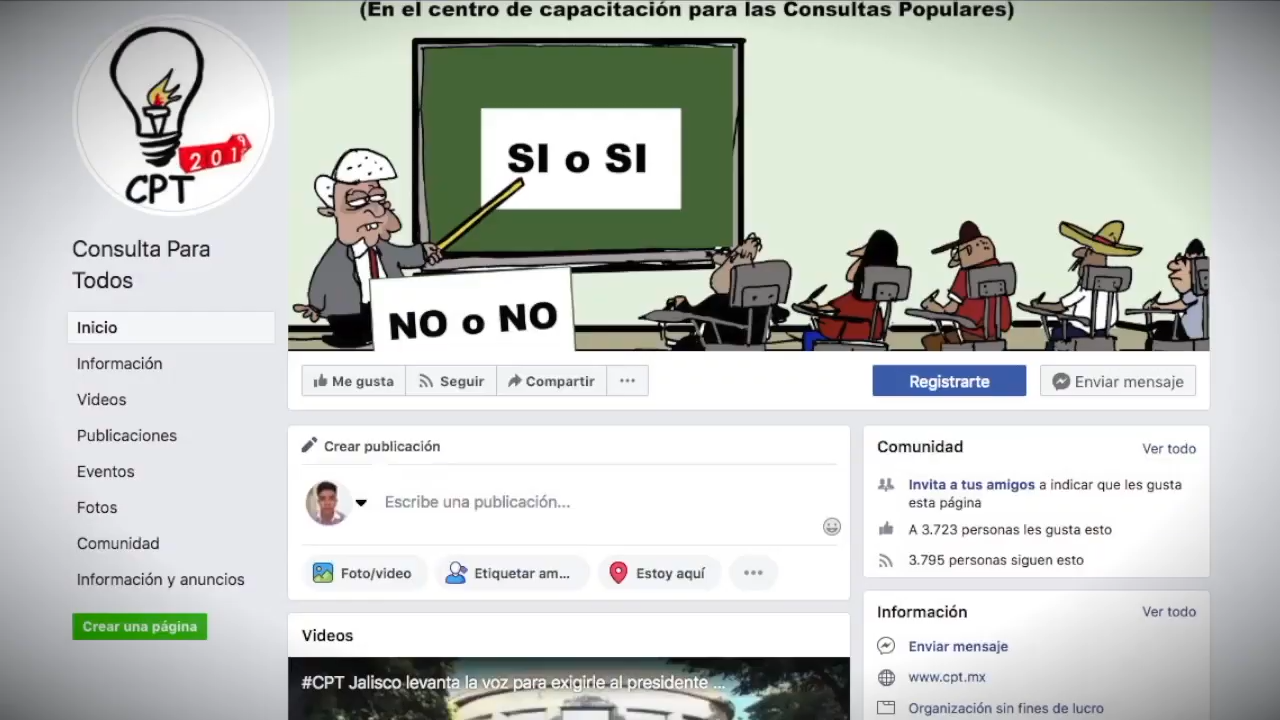 (En el centro de capacitación para las Consultas Populares)
SI o SI
NO o NO
2019
CPT
Consulta Para
Todos
Inicio
Información
Videos
Publicaciones
Eventos
Fotos
Comunidad
Información y anuncios
Crear una página
Me gusta
Seguir
Compartir
...
Registrarte
Enviar mensaje
Crear publicación
Escribe una publicación...
Foto/video
Etiquetar am...
Estoy aquí
...
Videos
#CPT Jalisco levanta la voz para exigirle al presidente ...
Comunidad
Ver todo
Invita a tus amigos a indicar que les gusta
esta página
A 3.723 personas les gusta esto
3.795 personas siguen esto
Información
Ver todo
Enviar mensaje
www.cpt.mx
Organización sin fines de lucro